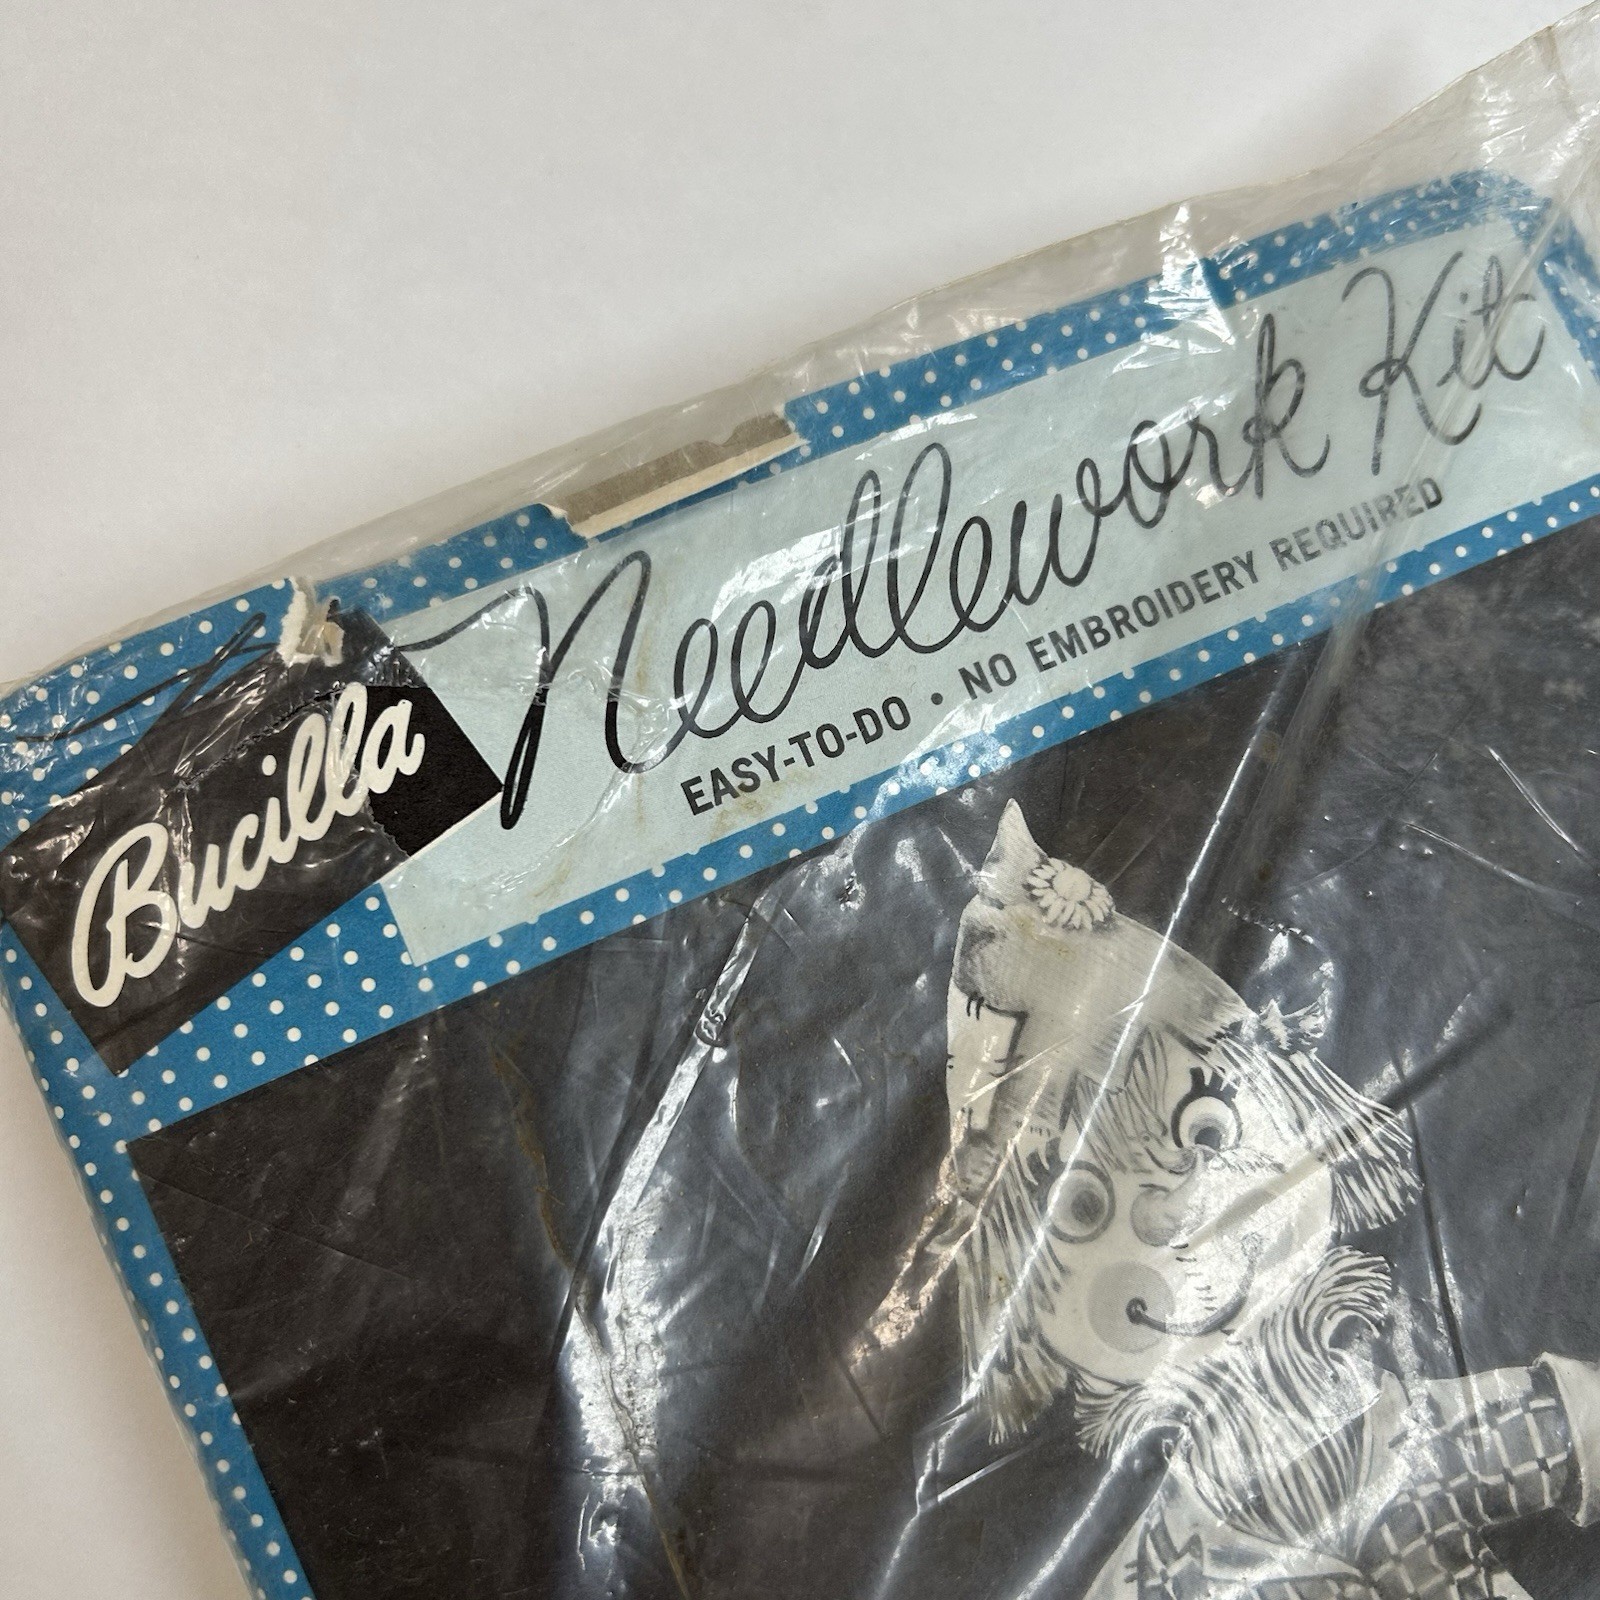 Bucilla
Needlework Kit
EASY-TO-DO • NO EMBROIDERY REQUIRED